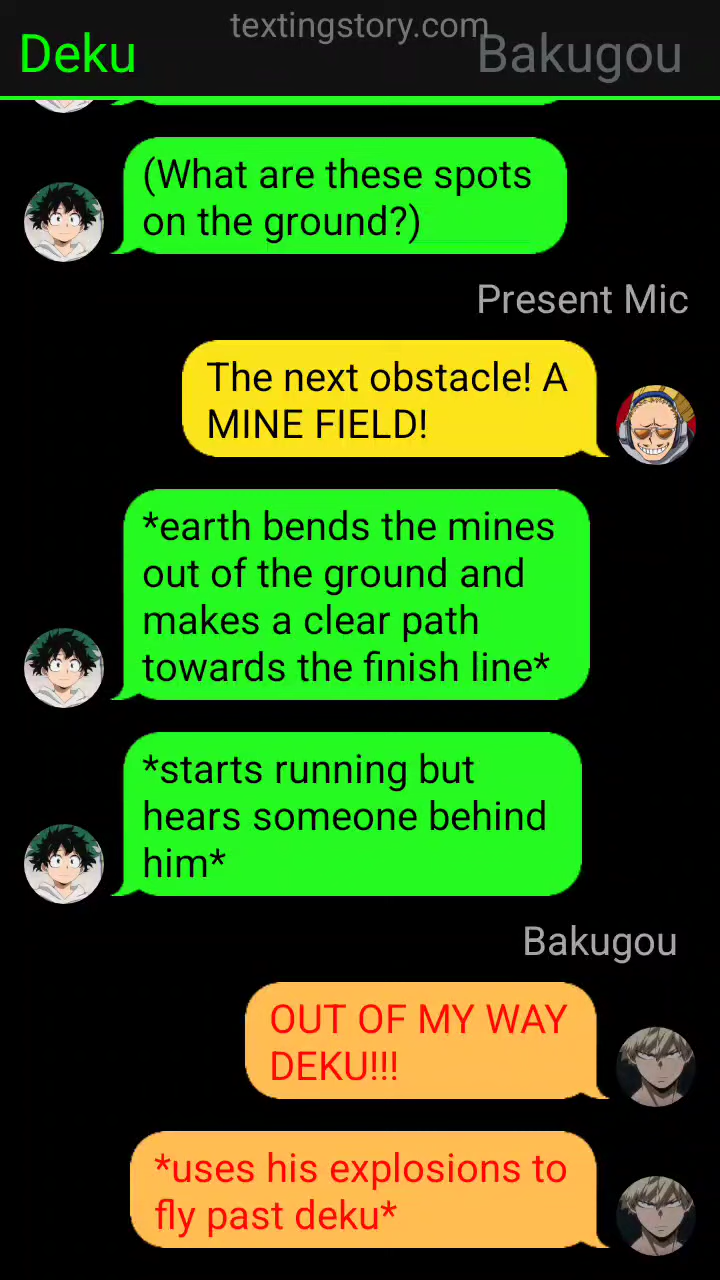 textingstory.com
Deku
Bakugou
(What are these spots
on the ground?)
Present Mic
The next obstacle! A
MINE FIELD!
*earth bends the mines
out of the ground and
makes a clear path
towards the finish line*
*starts running but
hears someone behind
him*
Bakugou
OUT OF MY WAY
DEKU!!!
*uses his explosions to
fly past deku*